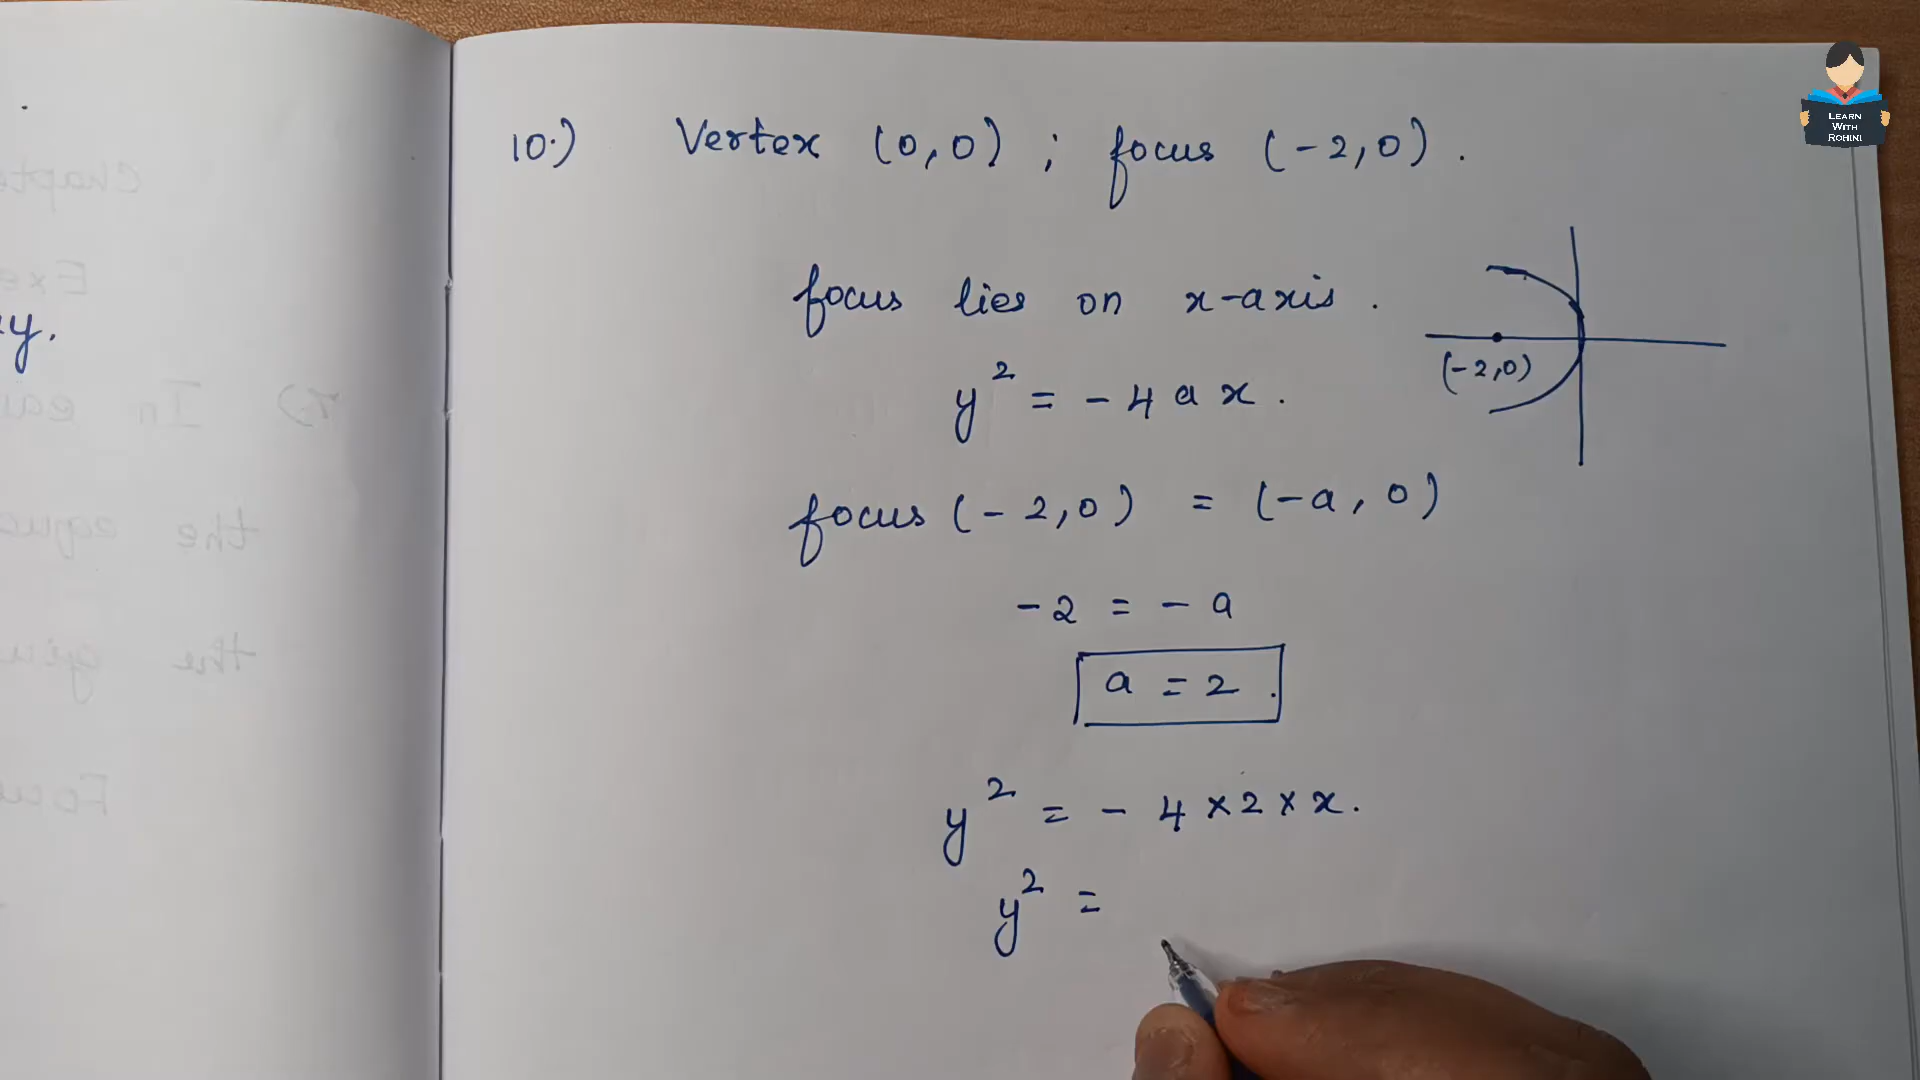 LEARN
WITH
ROHINI
10.) Vertex (0,0) ; focus (-2,0).
focus lies on x-axis.
(-2,0)
y² = -4ax.
focus (-2,0) = (-a,0)
-2 = -a
a = 2.
y² = -4×2×x.
y² =
y.